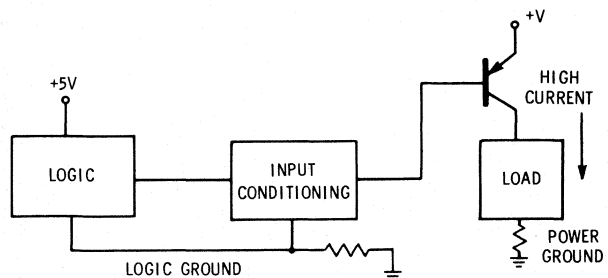 +V
+5V
HIGH
CURRENT
LOGIC
INPUT
CONDITIONING
LOAD
POWER
GROUND
LOGIC GROUND